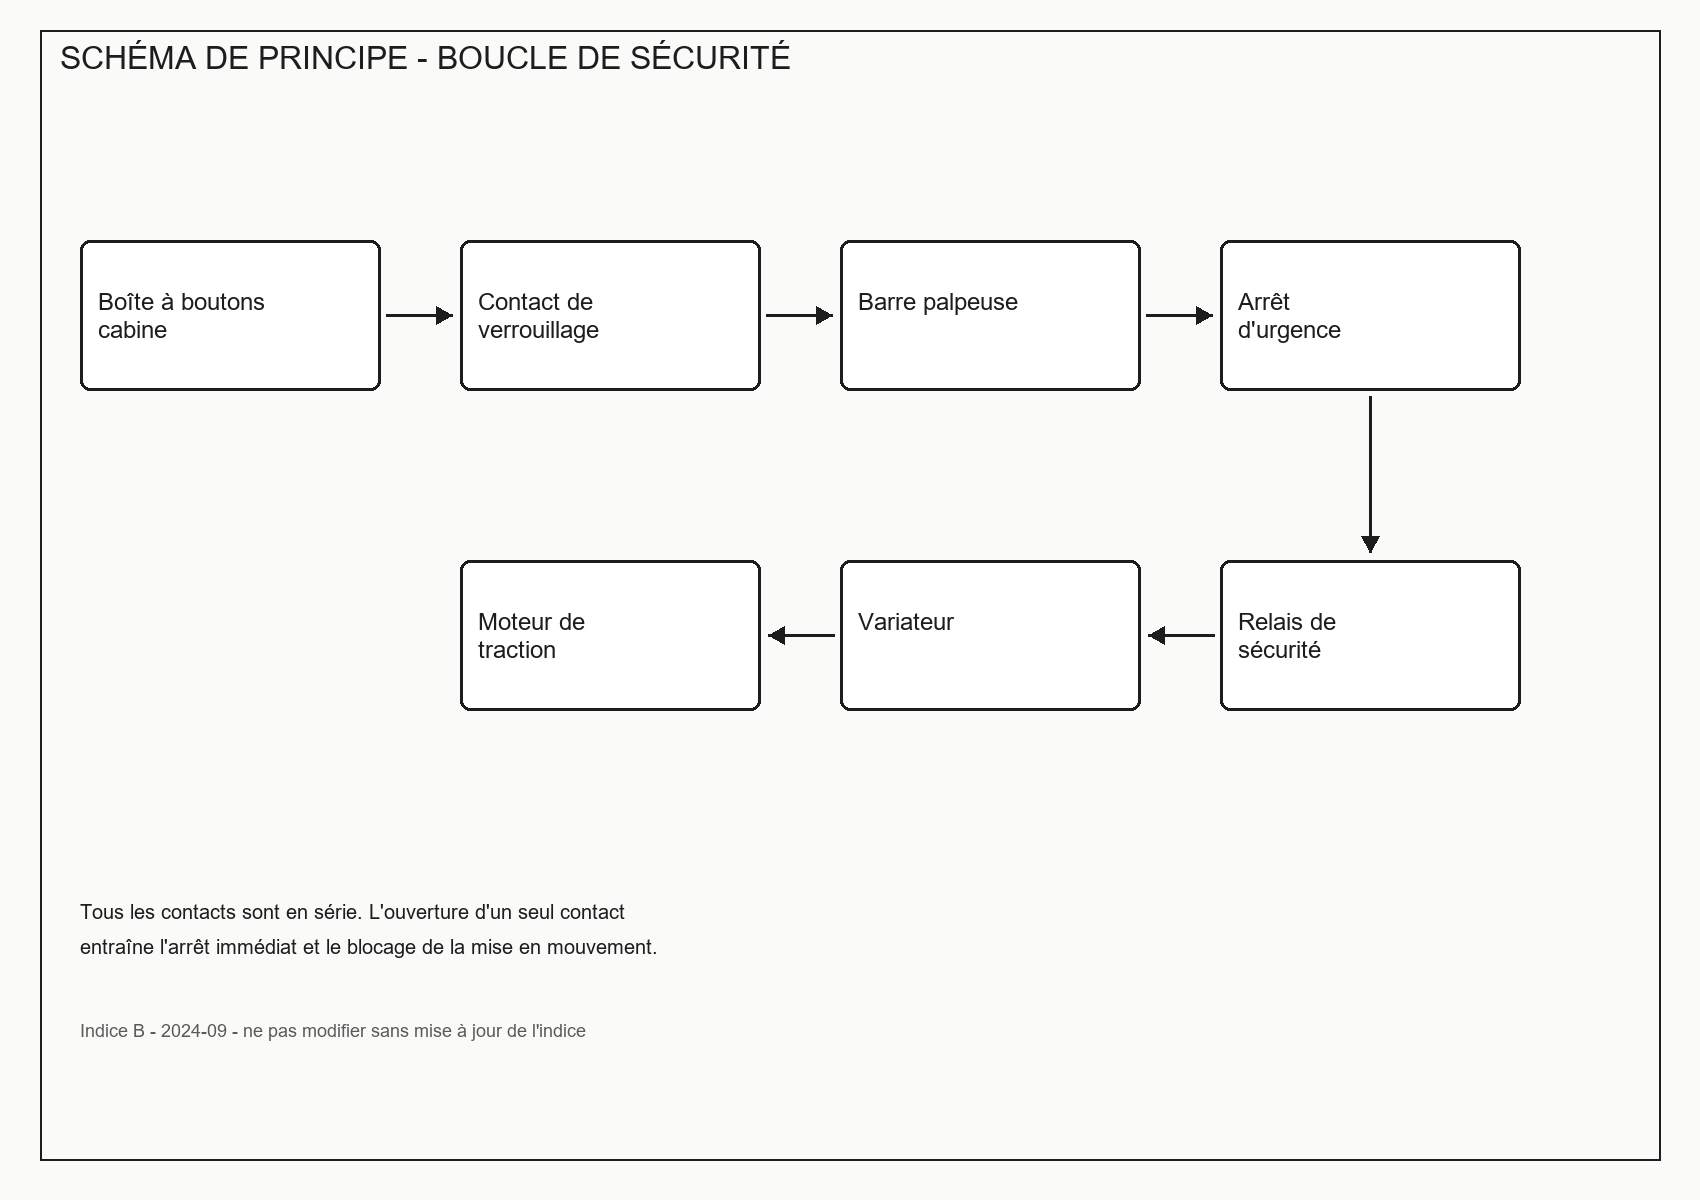 SCHÉMA DE PRINCIPE - BOUCLE DE SÉCURITÉ
Boîte à boutons
cabine
Contact de
verrouillage
Barre palpeuse
Arrêt
d'urgence
Moteur de
traction
Variateur
Relais de
sécurité
Tous les contacts sont en série. L'ouverture d'un seul contact
entraîne l'arrêt immédiat et le blocage de la mise en mouvement.
Indice B - 2024-09 - ne pas modifier sans mise à jour de l'indice